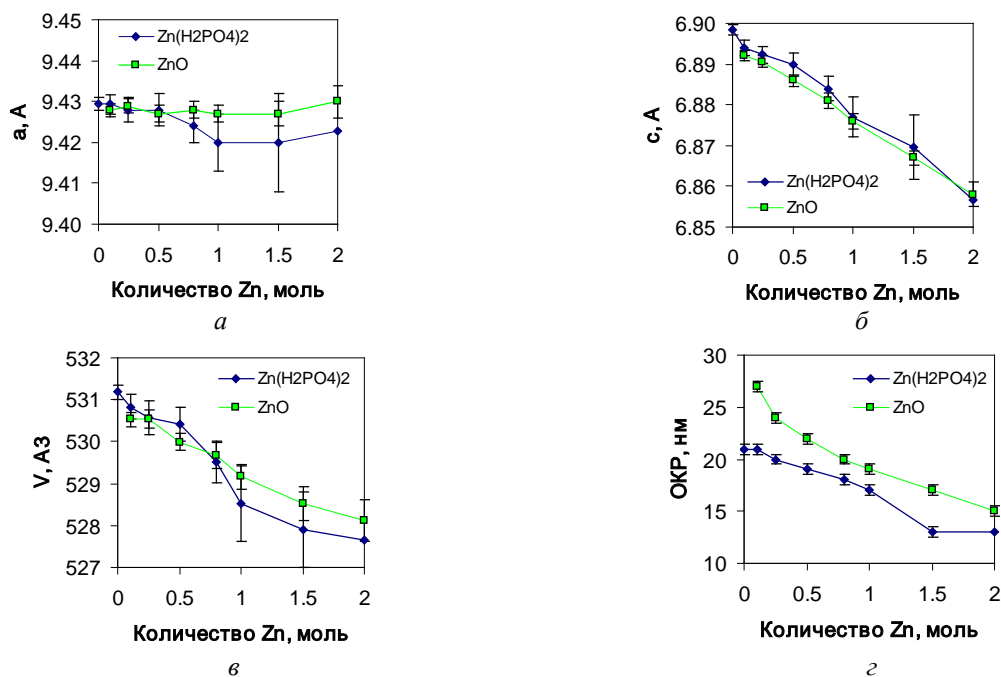 9.45
9.44
9.43
9.42
9.41
9.40
a, A
Zn(H2PO4)2
ZnO
0 0.5 1 1.5 2
Количество Zn, моль
а
6.90
6.89
6.88
6.87
6.86
6.85
c, A
Zn(H2PO4)2
ZnO
0 0.5 1 1.5 2
Количество Zn, моль
б
532
531
530
529
528
527
V, A3
Zn(H2PO4)2
ZnO
0 0.5 1 1.5 2
Количество Zn, моль
в
30
25
20
15
10
ОКР, нм
Zn(H2PO4)2
ZnO
0 0.5 1 1.5 2
Количество Zn, моль
г